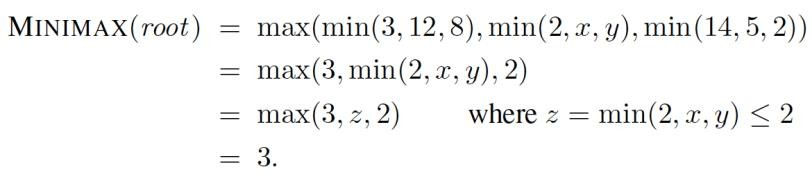 MINIMAX(root) = max(min(3, 12, 8), min(2, x, y), min(14, 5, 2))
= max(3, min(2, x, y), 2)
= max(3, z, 2) where z = min(2, x, y) ≤ 2
= 3.